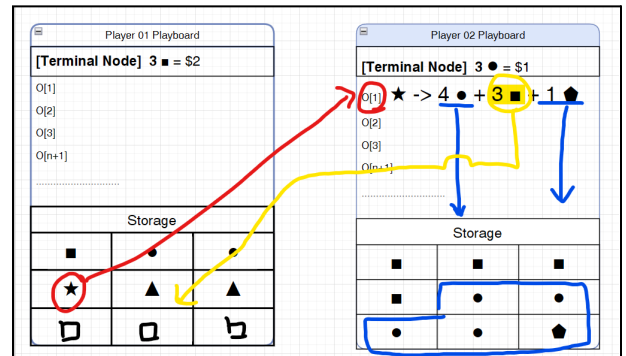 Player 01 Playboard
[Terminal Node] 3 ■ = $2
O[1]
O[2]
O[3]
O[n+1]
Storage
■ ● ●
★ ▲ ▲
Player 02 Playboard
[Terminal Node] 3 ● = $1
O[1] ★ -> 4 ● + 3 ■ + 1 ⬟
O[2]
O[3]
O[n+1]
Storage
■ ■ ■
■ ● ●
● ● ⬟